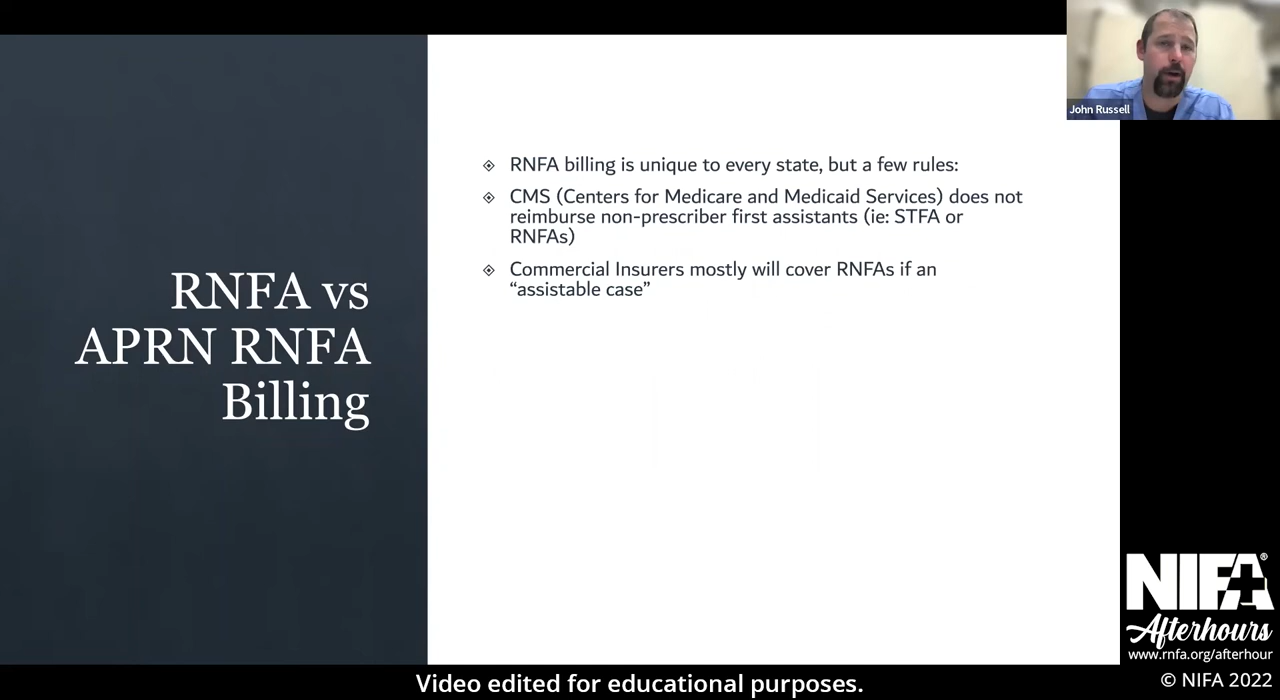 John Russell
RNFA vs
APRN RNFA
Billing
RNFA billing is unique to every state, but a few rules:
CMS (Centers for Medicare and Medicaid Services) does not
reimburse non-prescriber first assistants (ie: STFA or
RNFAs)
Commercial Insurers mostly will cover RNFAs if an
“assistable case”
NIFA®
Afterhours
www.rnfa.org/afterhour
© NIFA 2022
Video edited for educational purposes.